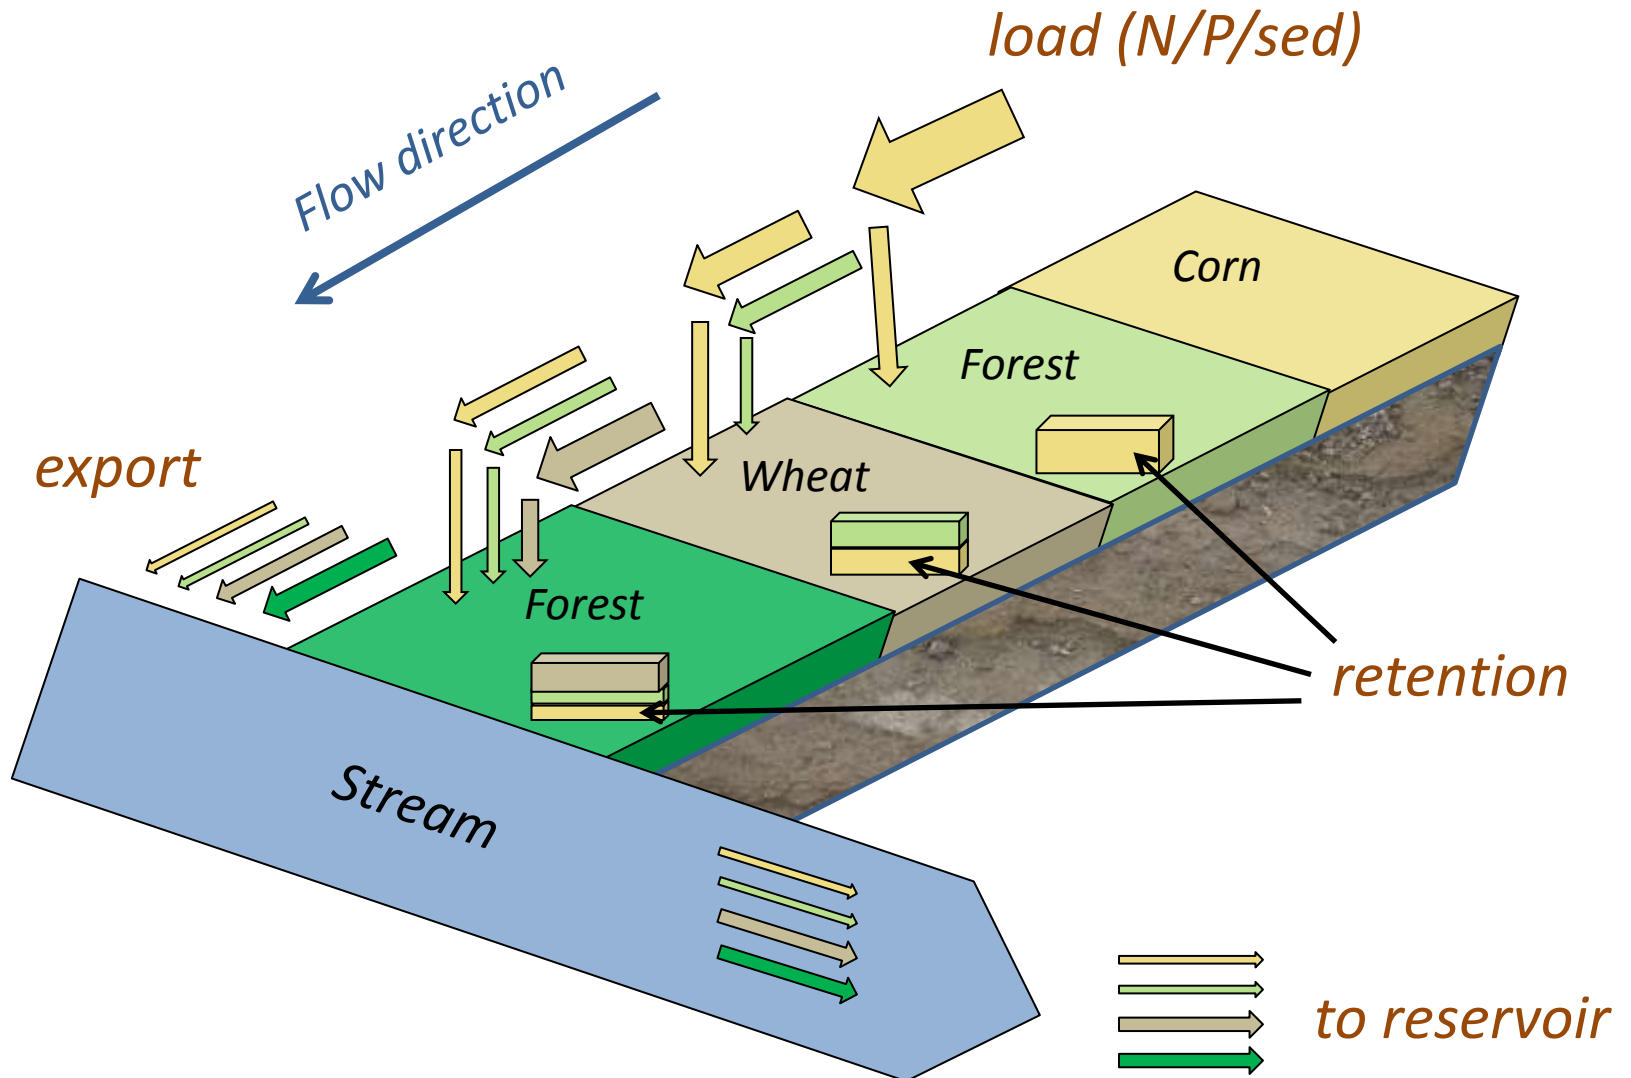 load (N/P/sed)
Flow direction
Corn
Forest
Wheat
export
Forest
retention
Stream
to reservoir